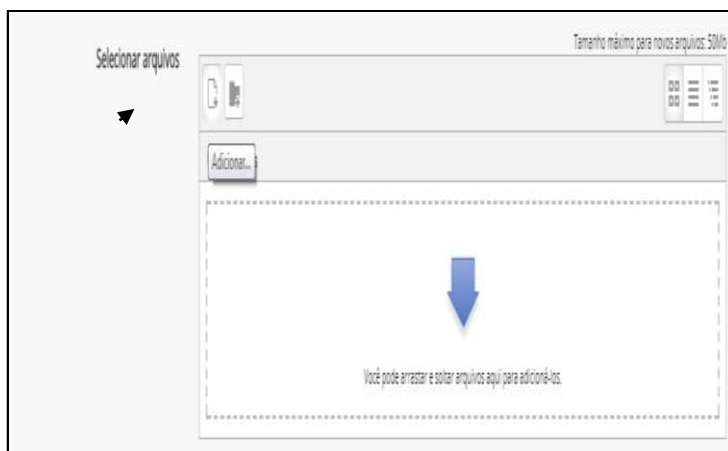 Tamanho máximo para novos arquivos: 50Mb
Selecionar arquivos
Adicionar...
Você pode arrastar e soltar arquivos aqui para adicioná-los.